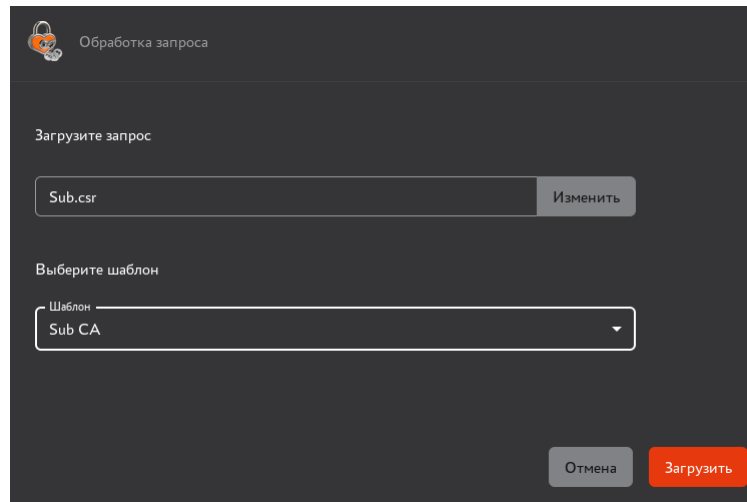 Обработка запроса
Загрузите запрос
Sub.csr
Изменить
Выберите шаблон
Шаблон
Sub CA
Отмена
Загрузить